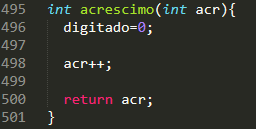 495 int acrescimo(int acr){
496   digitado=0;
497
498   acr++;
499
500   return acr;
501 }